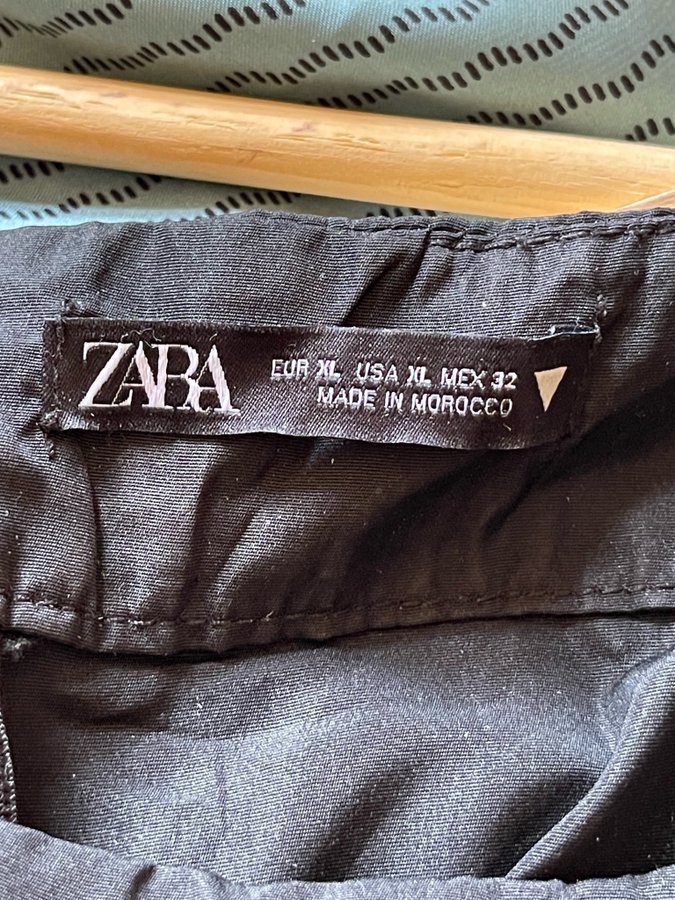 ZARA
EUR XL USA XL MEX 32
MADE IN MOROCCO